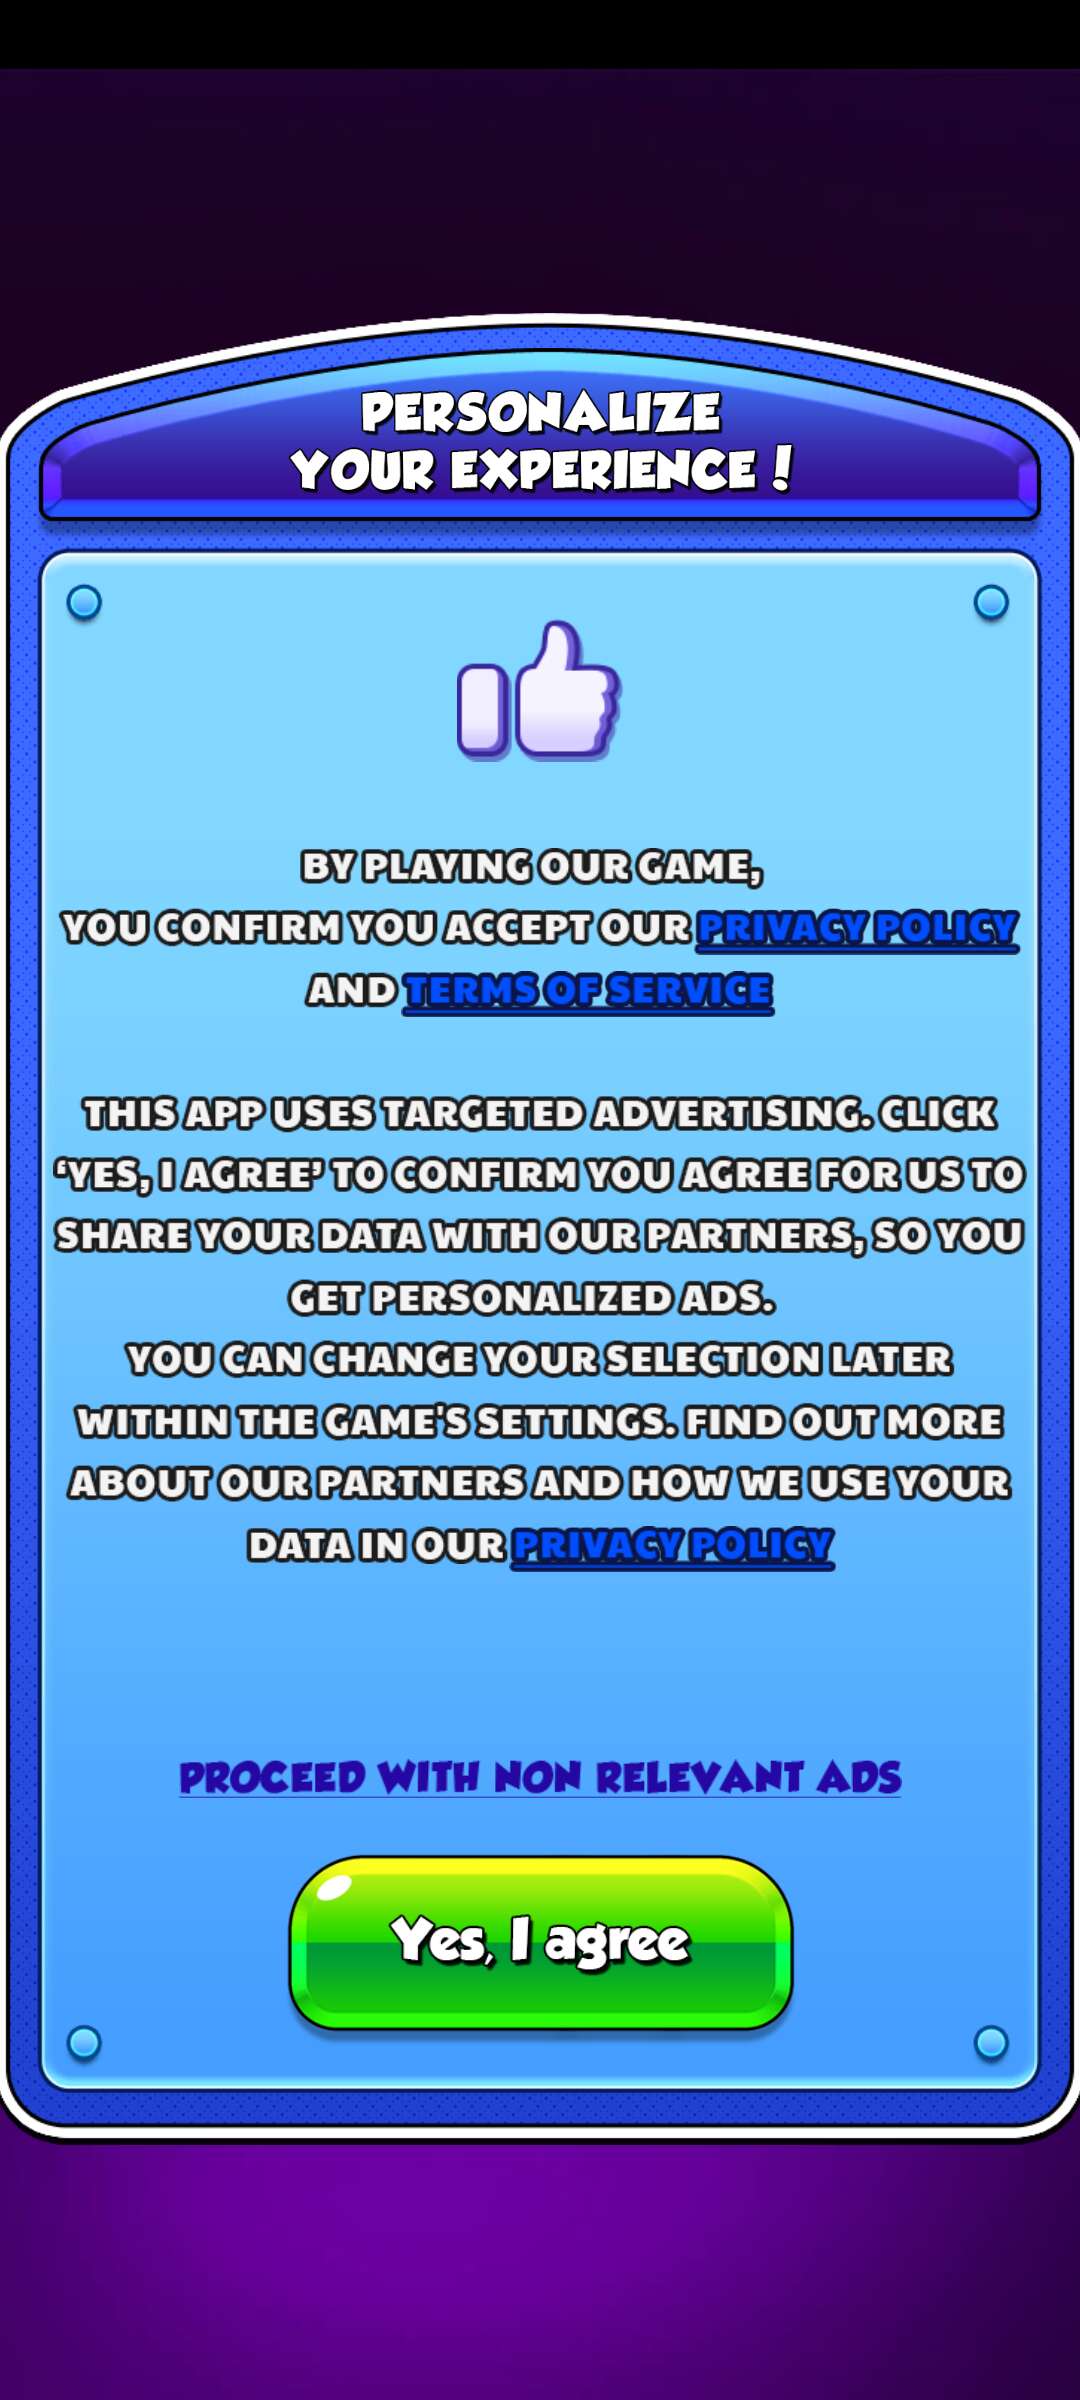 PERSONALIZE
YOUR EXPERIENCE!
BY PLAYING OUR GAME,
YOU CONFIRM YOU ACCEPT OUR PRIVACY POLICY
AND TERMS OF SERVICE
THIS APP USES TARGETED ADVERTISING. CLICK
‘YES, I AGREE’ TO CONFIRM YOU AGREE FOR US TO
SHARE YOUR DATA WITH OUR PARTNERS, SO YOU
GET PERSONALIZED ADS.
YOU CAN CHANGE YOUR SELECTION LATER
WITHIN THE GAME'S SETTINGS. FIND OUT MORE
ABOUT OUR PARTNERS AND HOW WE USE YOUR
DATA IN OUR PRIVACY POLICY
PROCEED WITH NON RELEVANT ADS
Yes, I agree